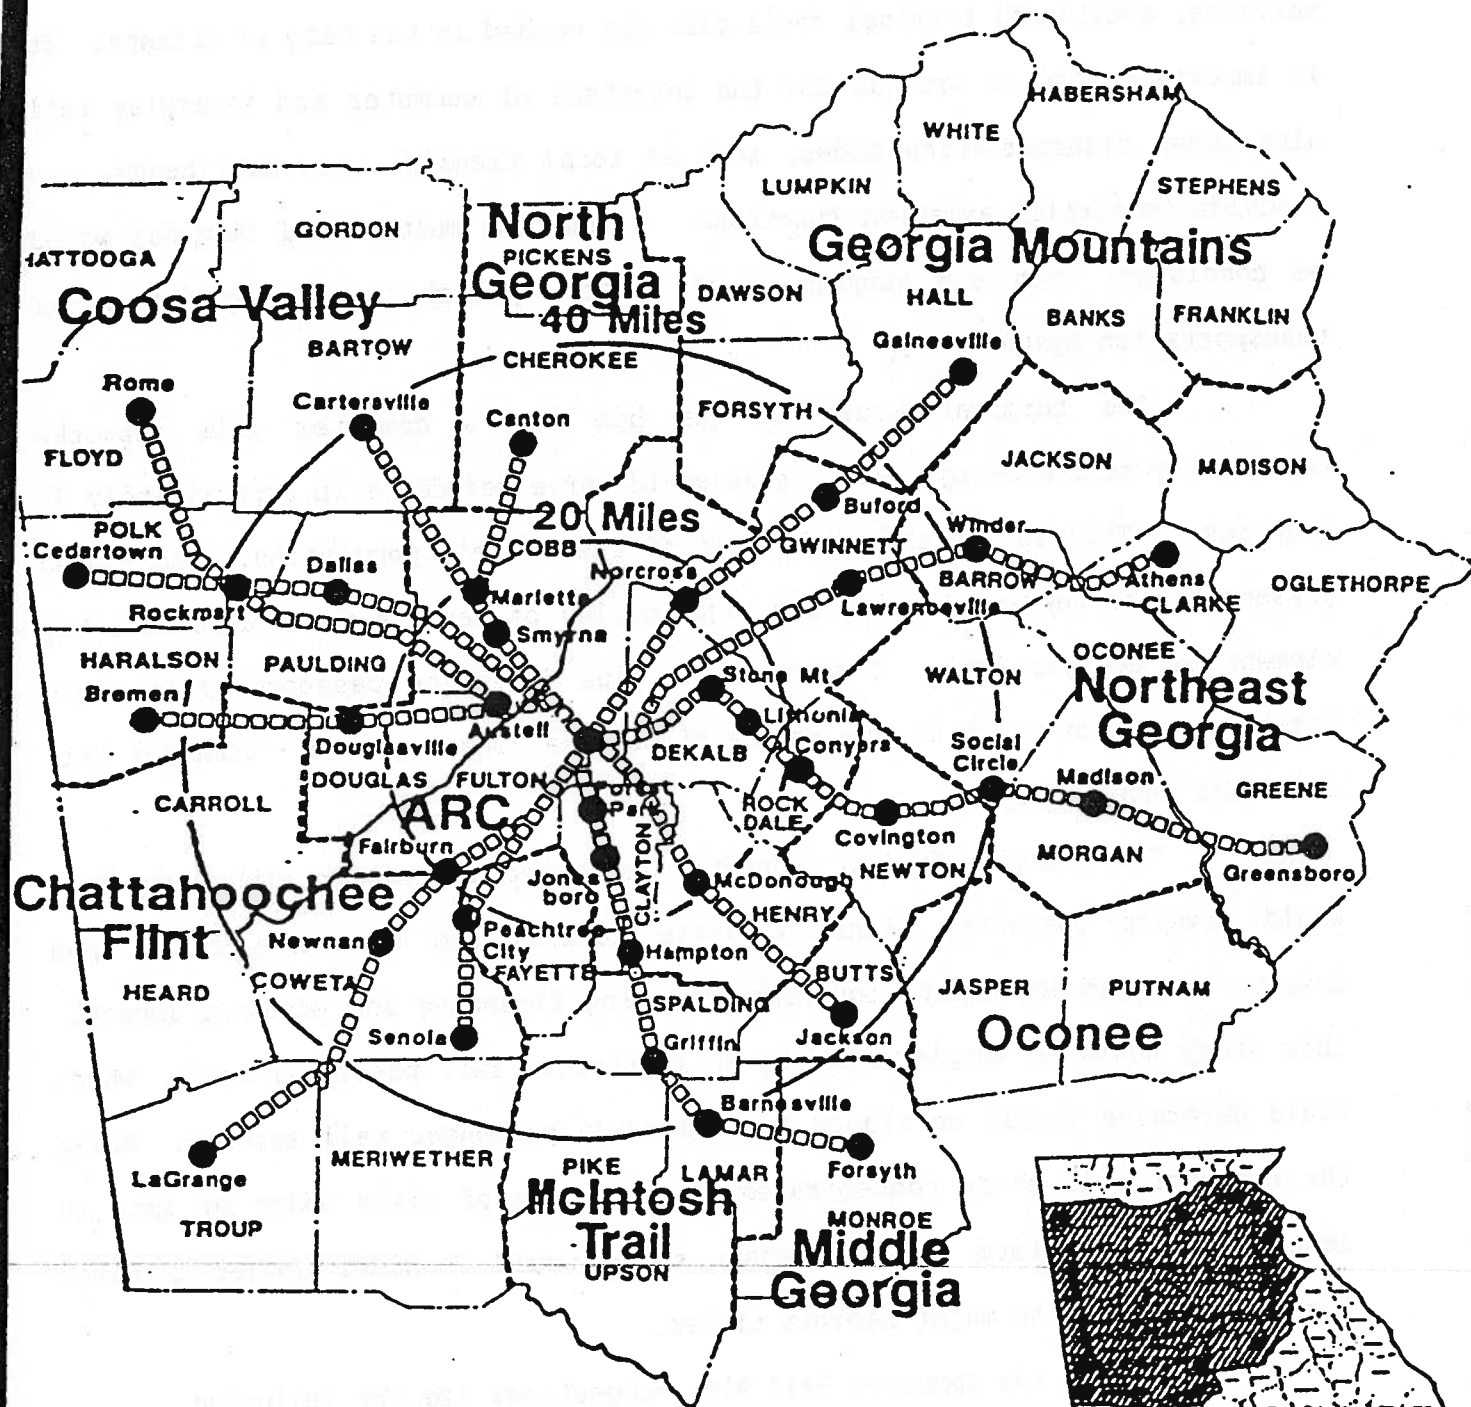 HABERSHAM
WHITE
LUMPKIN
STEPHENS
GORDON
North
PICKENS
Georgia
Georgia Mountains
HATTOOGA
Coosa Valley
DAWSON
HALL
BANKS
FRANKLIN
40 Miles
BARTOW
CHEROKEE
Gainesville
Rome
Cartersville
Canton
FORSYTH
FLOYD
JACKSON
MADISON
Buford
POLK
20 Miles
Winder
Cedartown
Dallas
COBB
GWINNETT
Norcross
BARROW
Athens
OGLETHORPE
Rockmart
Marietta
Lawrenceville
CLARKE
Smyrna
HARALSON
PAULDING
OCONEE
Bremen
Stone Mt.
WALTON
Northeast
Georgia
Lithonia
Austell
Douglasville
DEKALB
Conyers
Social
Circle
Madison
DOUGLAS
FULTON
CARROLL
ARC
Forest
Pa
ROCK
DALE
GREENE
Covington
Fairburn
CLAYTON
MORGAN
Greensboro
Chattahoochee
Flint
Jones
boro
McDonough
NEWTON
HENRY
Newnan
Peachtree
City
Hampton
FAYETTE
BUTTS
HEARD
COWETA
SPALDING
JASPER
PUTNAM
Senoia
Griffin
Jackson
Oconee
Barnesville
MERIWETHER
PIKE
LAMAR
Forsyth
LaGrange
TROUP
McIntosh
Trail
UPSON
MONROE
Middle
Georgia